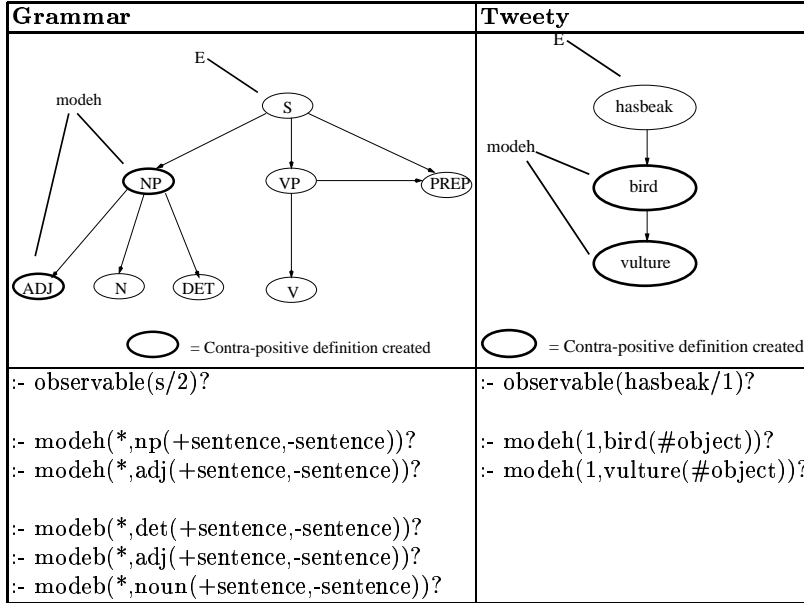 Grammar
E
S
modeh
NP
VP
PREP
ADJ
N
DET
V
= Contra-positive definition created
:- observable(s/2)?
:- modeh(*,np(+sentence,-sentence))?
:- modeh(*,adj(+sentence,-sentence))?
:- modeb(*,det(+sentence,-sentence))?
:- modeb(*,adj(+sentence,-sentence))?
:- modeb(*,noun(+sentence,-sentence))?
Tweety
E
hasbeak
modeh
bird
vulture
= Contra-positive definition created
:- observable(hasbeak/1)?
:- modeh(1,bird(#object))?
:- modeh(1,vulture(#object))?